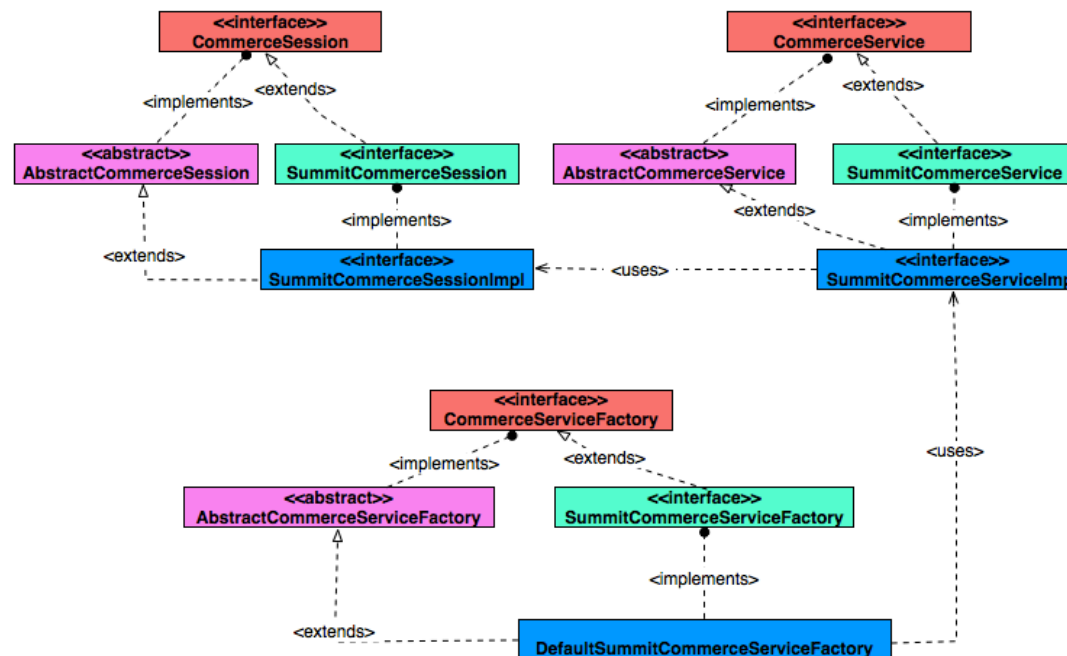 <<interface>>
CommerceSession
<<interface>>
CommerceService
<implements>
<extends>
<implements>
<extends>
<<abstract>>
AbstractCommerceSession
<<interface>>
SummitCommerceSession
<<abstract>>
AbstractCommerceService
<<interface>>
SummitCommerceService
<implements>
<extends>
<implements>
<extends>
<<interface>>
SummitCommerceSessionImpl
<uses>
<<interface>>
SummitCommerceServiceImp
<<interface>>
CommerceServiceFactory
<implements>
<extends>
<uses>
<<abstract>>
AbstractCommerceServiceFactory
<<interface>>
SummitCommerceServiceFactory
<implements>
<extends>
DefaultSummitCommerceServiceFactory